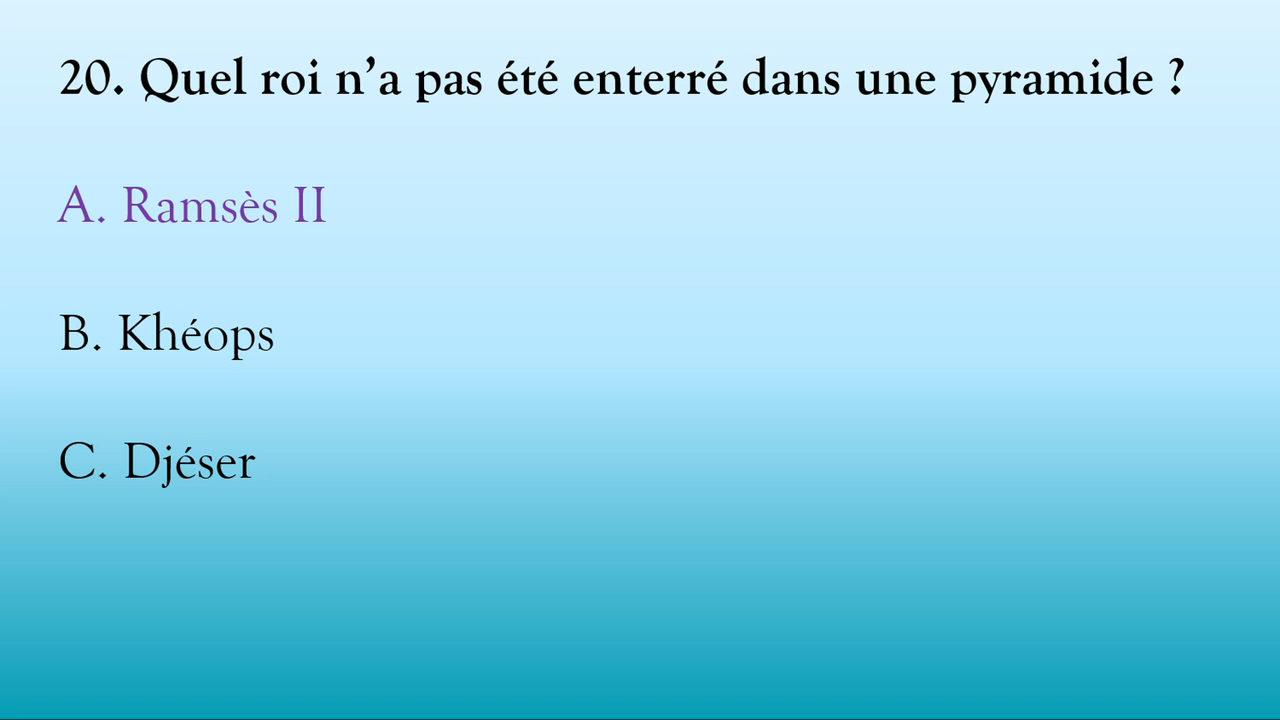 20. Quel roi n’a pas été enterré dans une pyramide ?
A. Ramsès II
B. Khéops
C. Djéser